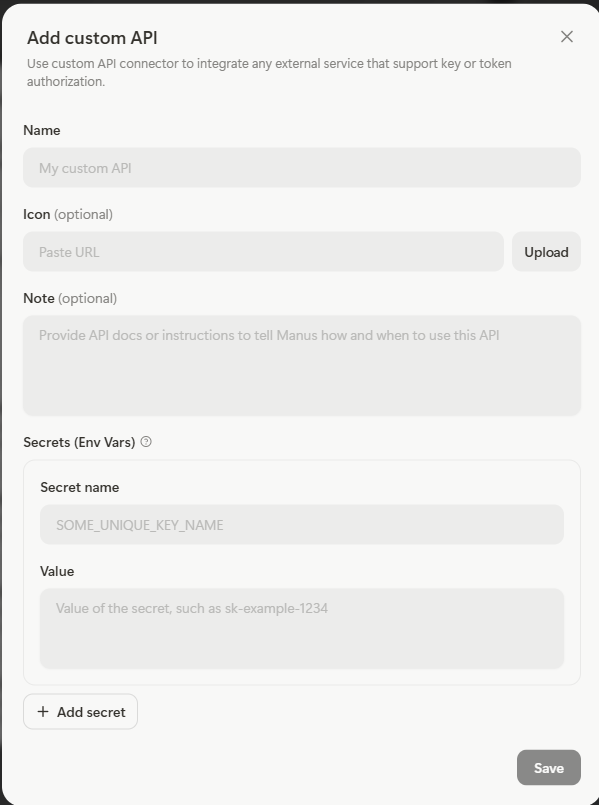 Add custom API
Use custom API connector to integrate any external service that support key or token
authorization.
Name
My custom API
Icon (optional)
Paste URL
Upload
Note (optional)
Provide API docs or instructions to tell Manus how and when to use this API
Secrets (Env Vars)
Secret name
SOME_UNIQUE_KEY_NAME
Value
Value of the secret, such as sk-example-1234
+ Add secret
Save